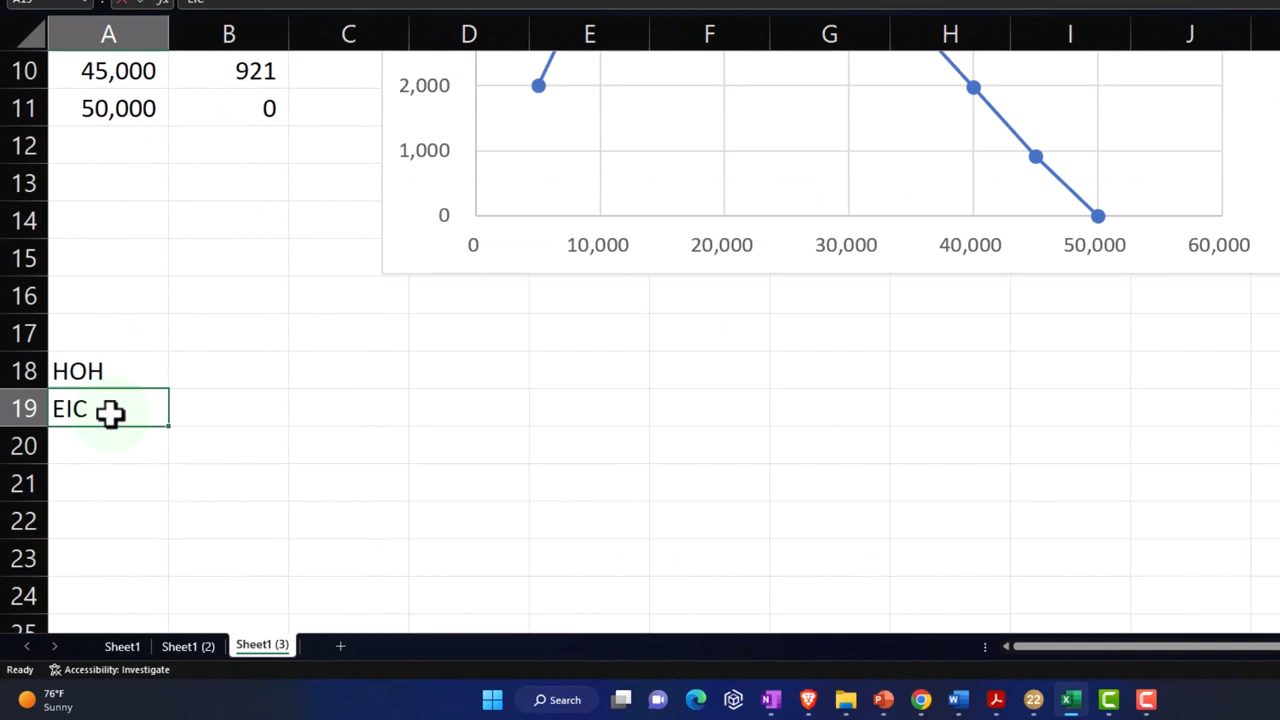 A B C D E F G H I J
10 45,000 921
11 50,000 0
12
13
14
15
16
17
18 HOH
19 EIC
20
21
22
23
24
2,000
1,000
0
0 10,000 20,000 30,000 40,000 50,000 60,000
Sheet1 Sheet1 (2) Sheet1 (3)
Ready Accessibility: Investigate
76°F
Sunny
Search
22